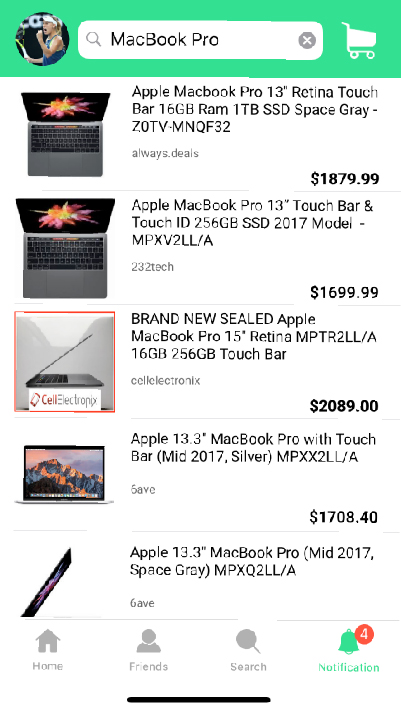 MacBook Pro
Apple Macbook Pro 13" Retina Touch
Bar 16GB Ram 1TB SSD Space Gray -
Z0TV-MNQF32
always.deals
$1879.99
Apple MacBook Pro 13” Touch Bar &
Touch ID 256GB SSD 2017 Model -
MPXV2LL/A
232tech
$1699.99
BRAND NEW SEALED Apple
MacBook Pro 15" Retina MPTR2LL/A
16GB 256GB Touch Bar
cellelectronix
CellElectronix
$2089.00
Apple 13.3" MacBook Pro with Touch
Bar (Mid 2017, Silver) MPXX2LL/A
6ave
$1708.40
Apple 13.3" MacBook Pro (Mid 2017,
Space Gray) MPXQ2LL/A
6ave
4
Home Friends Search Notification